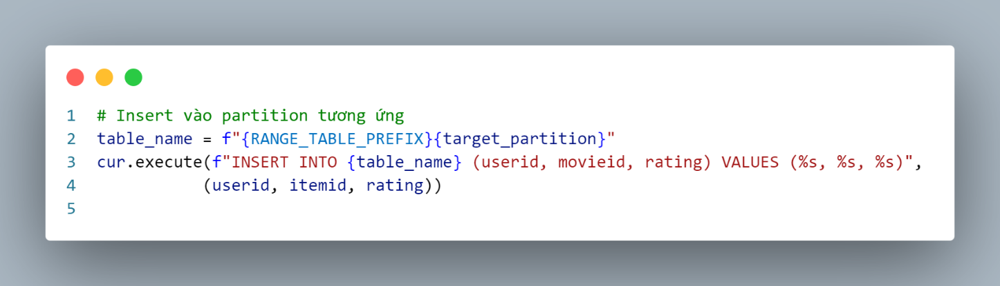 1 # Insert vào partition tương ứng
2 table_name = f"{RANGE_TABLE_PREFIX}{target_partition}"
3 cur.execute(f"INSERT INTO {table_name} (userid, movieid, rating) VALUES (%s, %s, %s)",
4            (userid, itemid, rating))
5